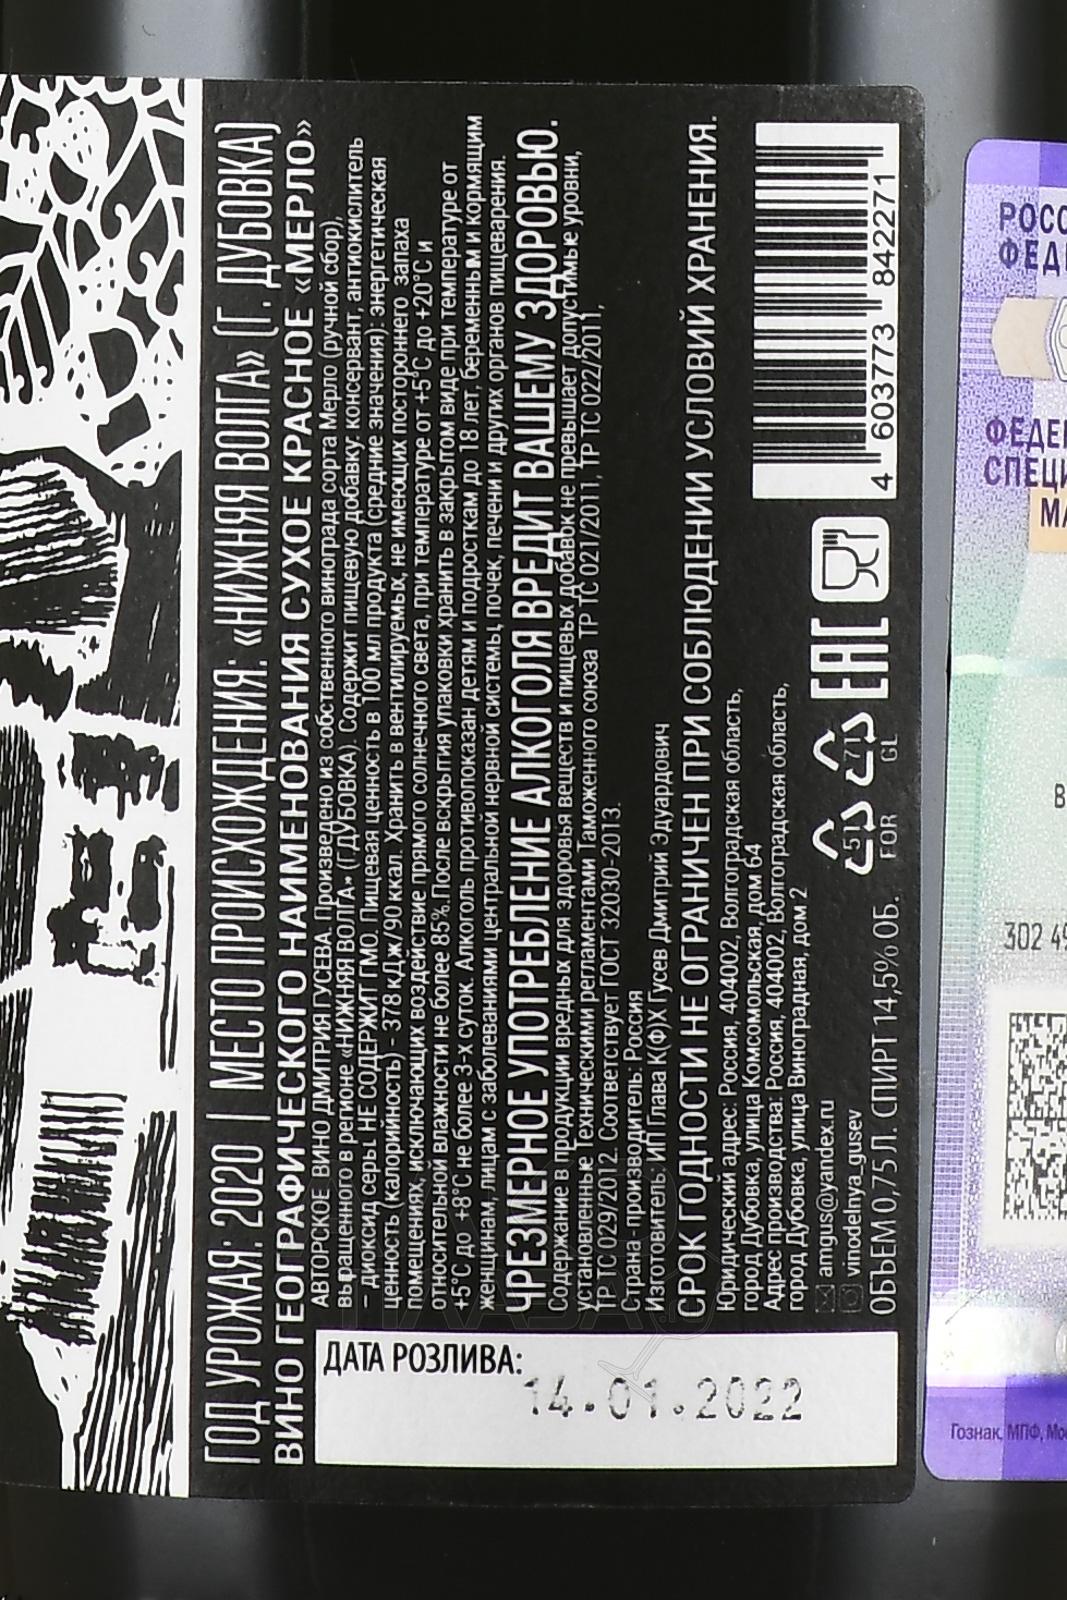 ГОД УРОЖАЯ: 2020 | МЕСТО ПРОИСХОЖДЕНИЯ: «НИЖНЯЯ ВОЛГА» (Г. ДУБОВКА)
ВИНО ГЕОГРАФИЧЕСКОГО НАИМЕНОВАНИЯ СУХОЕ КРАСНОЕ «МЕРЛО»
АВТОРСКОЕ ВИНО ДМИТРИЯ ГУСЕВА. Произведено из собственного винограда сорта Мерло (ручной сбор),
выращенного в регионе «НИЖНЯЯ ВОЛГА» (Г. ДУБОВКА). Содержит пищевую добавку: консервант, антиокислитель
– диоксид серы. НЕ СОДЕРЖИТ ГМО. Пищевая ценность в 100 мл продукта (средние значения): энергетическая
ценность (калорийность) - 378 кДж/90 ккал. Хранить в вентилируемых, не имеющих постороннего запаха
помещениях, исключающих воздействие прямого солнечного света, при температуре от +5°С до +20°С и
относительной влажности не более 85%.После вскрытия упаковки хранить в закрытом виде при температуре от
+5°С до +8°С не более 3-х суток. Алкоголь противопоказан детям и подросткам до 18 лет, беременным и кормящим
женщинам, лицам с заболеваниями центральной нервной системы, почек, печени и других органов пищеварения.
ЧРЕЗМЕРНОЕ УПОТРЕБЛЕНИЕ АЛКОГОЛЯ ВРЕДИТ ВАШЕМУ ЗДОРОВЬЮ.
Содержание в продукции вредных для здоровья веществ и пищевых добавок не превышает допустимые уровни,
установленные Техническими регламентами Таможенного союза ТР ТС 021/2011, ТР ТС 022/2011,
ТР ТС 029/2012. Соответствует ГОСТ 32030-2013.
Страна - производитель: Россия
Изготовитель: ИП Глава К(Ф)Х Гусев Дмитрий Эдуардович
СРОК ГОДНОСТИ НЕ ОГРАНИЧЕН ПРИ СОБЛЮДЕНИИ УСЛОВИЙ ХРАНЕНИЯ.
Юридический адрес: Россия, 404002, Волгоградская область,
город Дубовка, улица Комсомольская, дом 64
Адрес производства: Россия, 404002, Волгоградская область,
город Дубовка, улица Виноградная, дом 2
amgus@yandex.ru
vinodelnya_gusev
ОБЪЕМ 0,75 Л. СПИРТ 14,5% ОБ.
51
FOR
71
GL
EAC
4 603773 842271
ДАТА РОЗЛИВА:
14.01.2022
302
Гознак, МПФ,